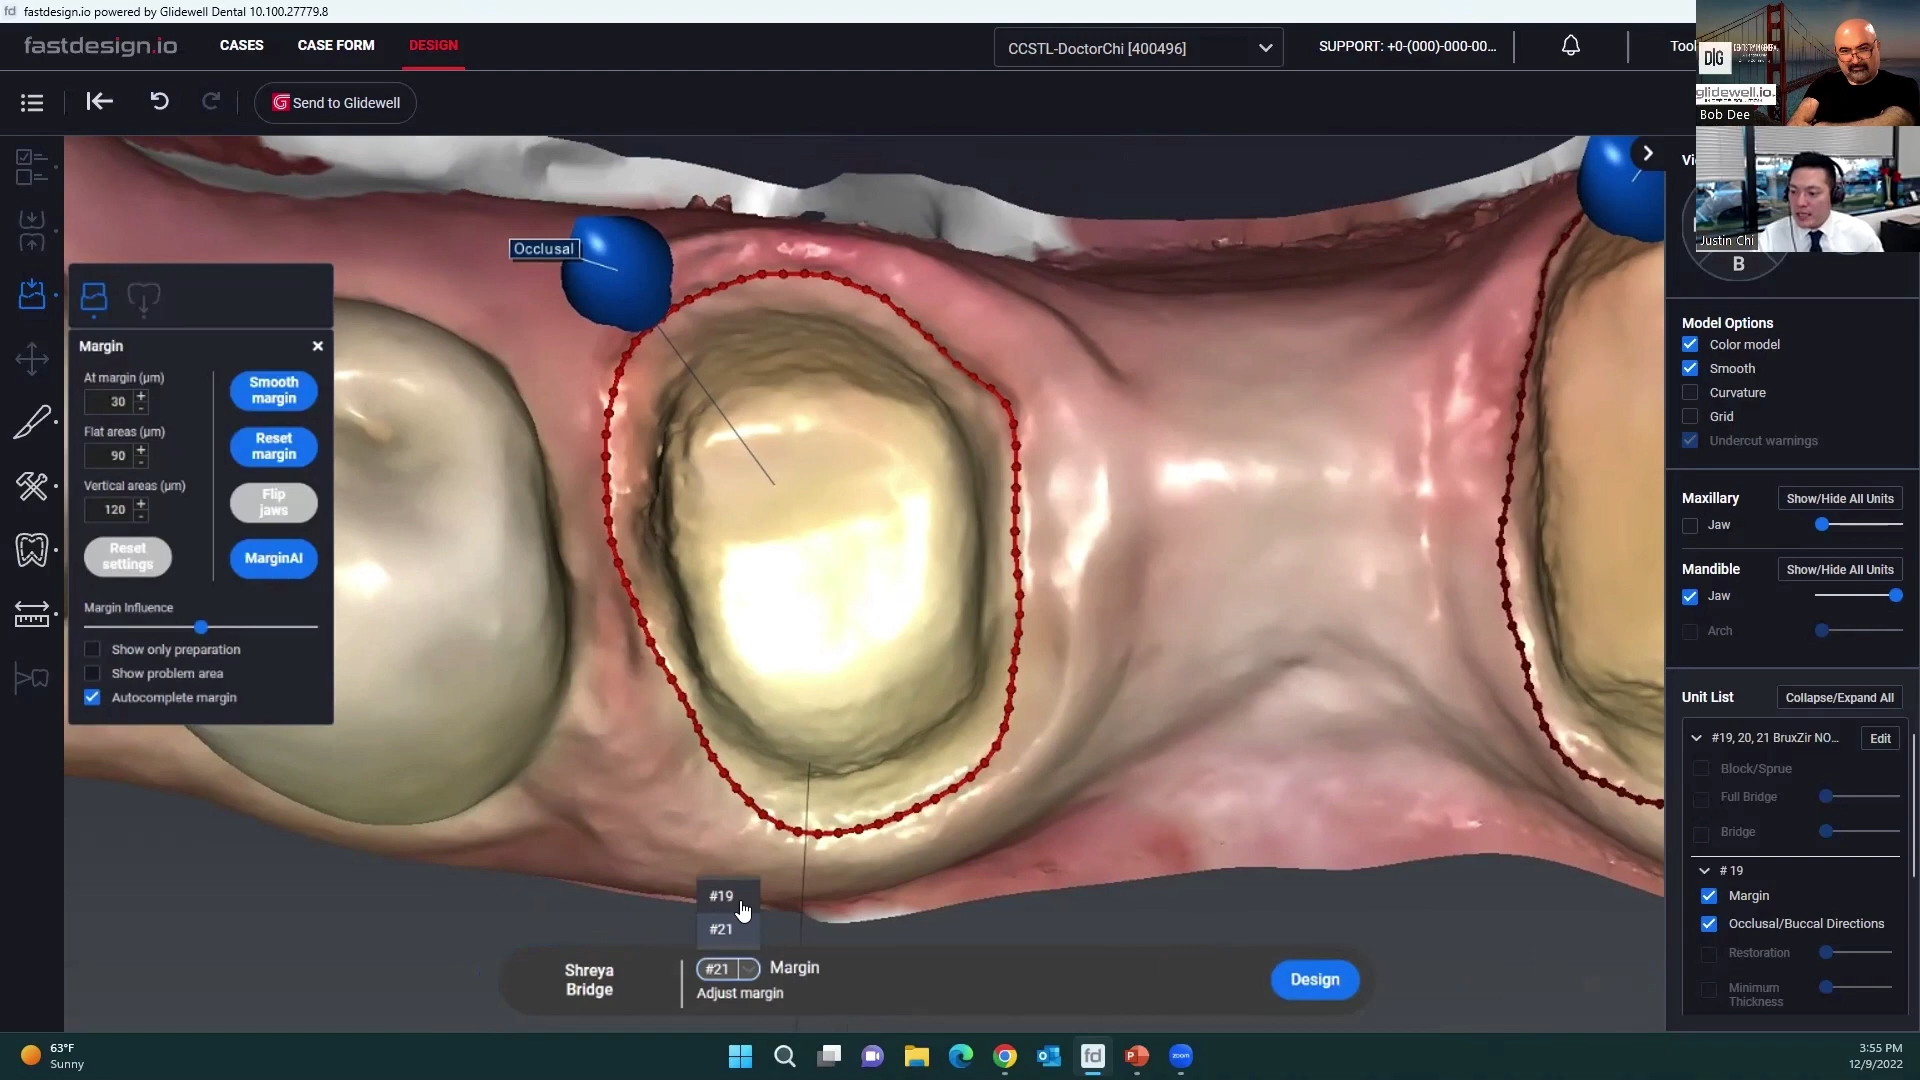 fd fastdesign.io powered by Glidewell Dental 10.100.27779.8
fastdesign.io
CASES
CASE FORM
DESIGN
CCSTL-DoctorChi [400496]
SUPPORT: +0-(000)-000-00...
Send to Glidewell
D|G
glidewell.io
Bob Dee
Justin Chi
B
Occlusal
Margin
At margin (µm)
30
Flat areas (µm)
90
Vertical areas (µm)
120
Reset settings
Smooth margin
Reset margin
Flip jaws
MarginAI
Margin Influence
Show only preparation
Show problem area
Autocomplete margin
Model Options
Color model
Smooth
Curvature
Grid
Undercut warnings
Maxillary
Show/Hide All Units
Jaw
Mandible
Show/Hide All Units
Jaw
Arch
Unit List
Collapse/Expand All
#19, 20, 21 BruxZir NO...
Edit
Block/Sprue
Full Bridge
Bridge
# 19
Margin
Occlusal/Buccal Directions
Restoration
Minimum
Thickness
#19
#21
Shreya
Bridge
#21
Margin
Adjust margin
Design
63°F
Sunny
fd
P
zoom
3:55 PM
12/9/2022